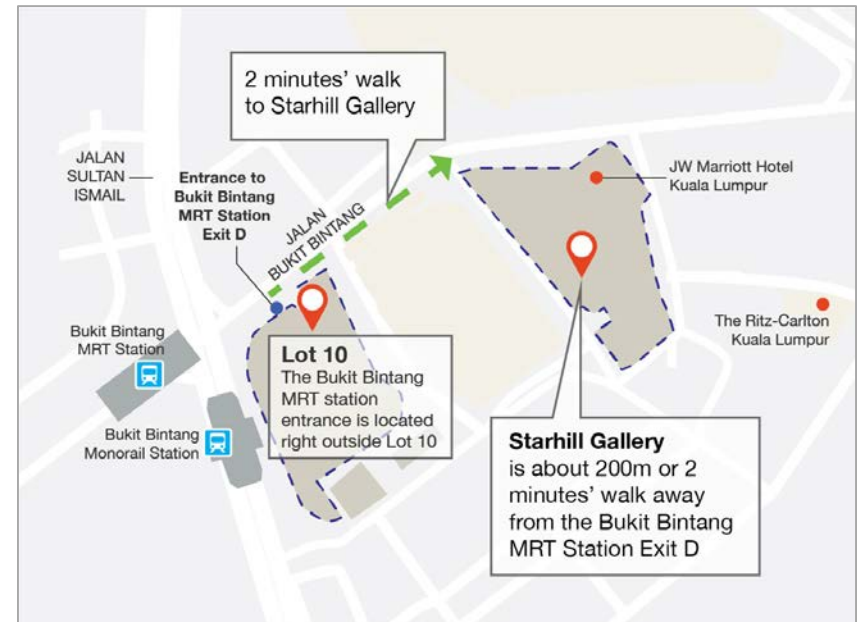 2 minutes' walk
to Starhill Gallery
JALAN
SULTAN
ISMAIL
Entrance to
Bukit Bintang
MRT Station
Exit D
JALAN
BUKIT BINTANG
JW Marriott Hotel
Kuala Lumpur
The Ritz-Carlton
Kuala Lumpur
Bukit Bintang
MRT Station
Bukit Bintang
Monorail Station
Lot 10
The Bukit Bintang
MRT station
entrance is located
right outside Lot 10
Starhill Gallery
is about 200m or 2
minutes' walk away
from the Bukit Bintang
MRT Station Exit D